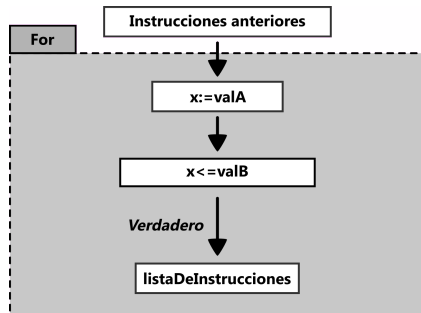 Instrucciones anteriores
For
x:=valA
x<=valB
Verdadero
listaDeInstrucciones